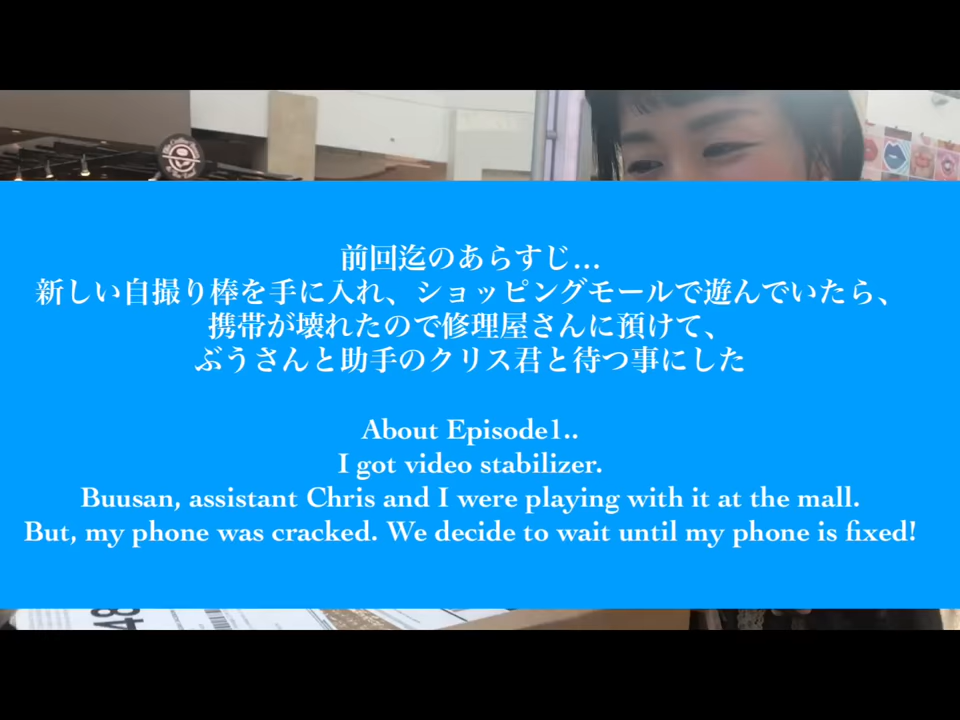 前回迄のあらすじ...
新しい自撮り棒を手に入れ、ショッピングモールで遊んでいたら、
携帯が壊れたので修理屋さんに預けて、
ぶうさんと助手のクリス君と待つ事にした
About Episode1..
I got video stabilizer.
Buusan, assistant Chris and I were playing with it at the mall.
But, my phone was cracked. We decide to wait until my phone is fixed!